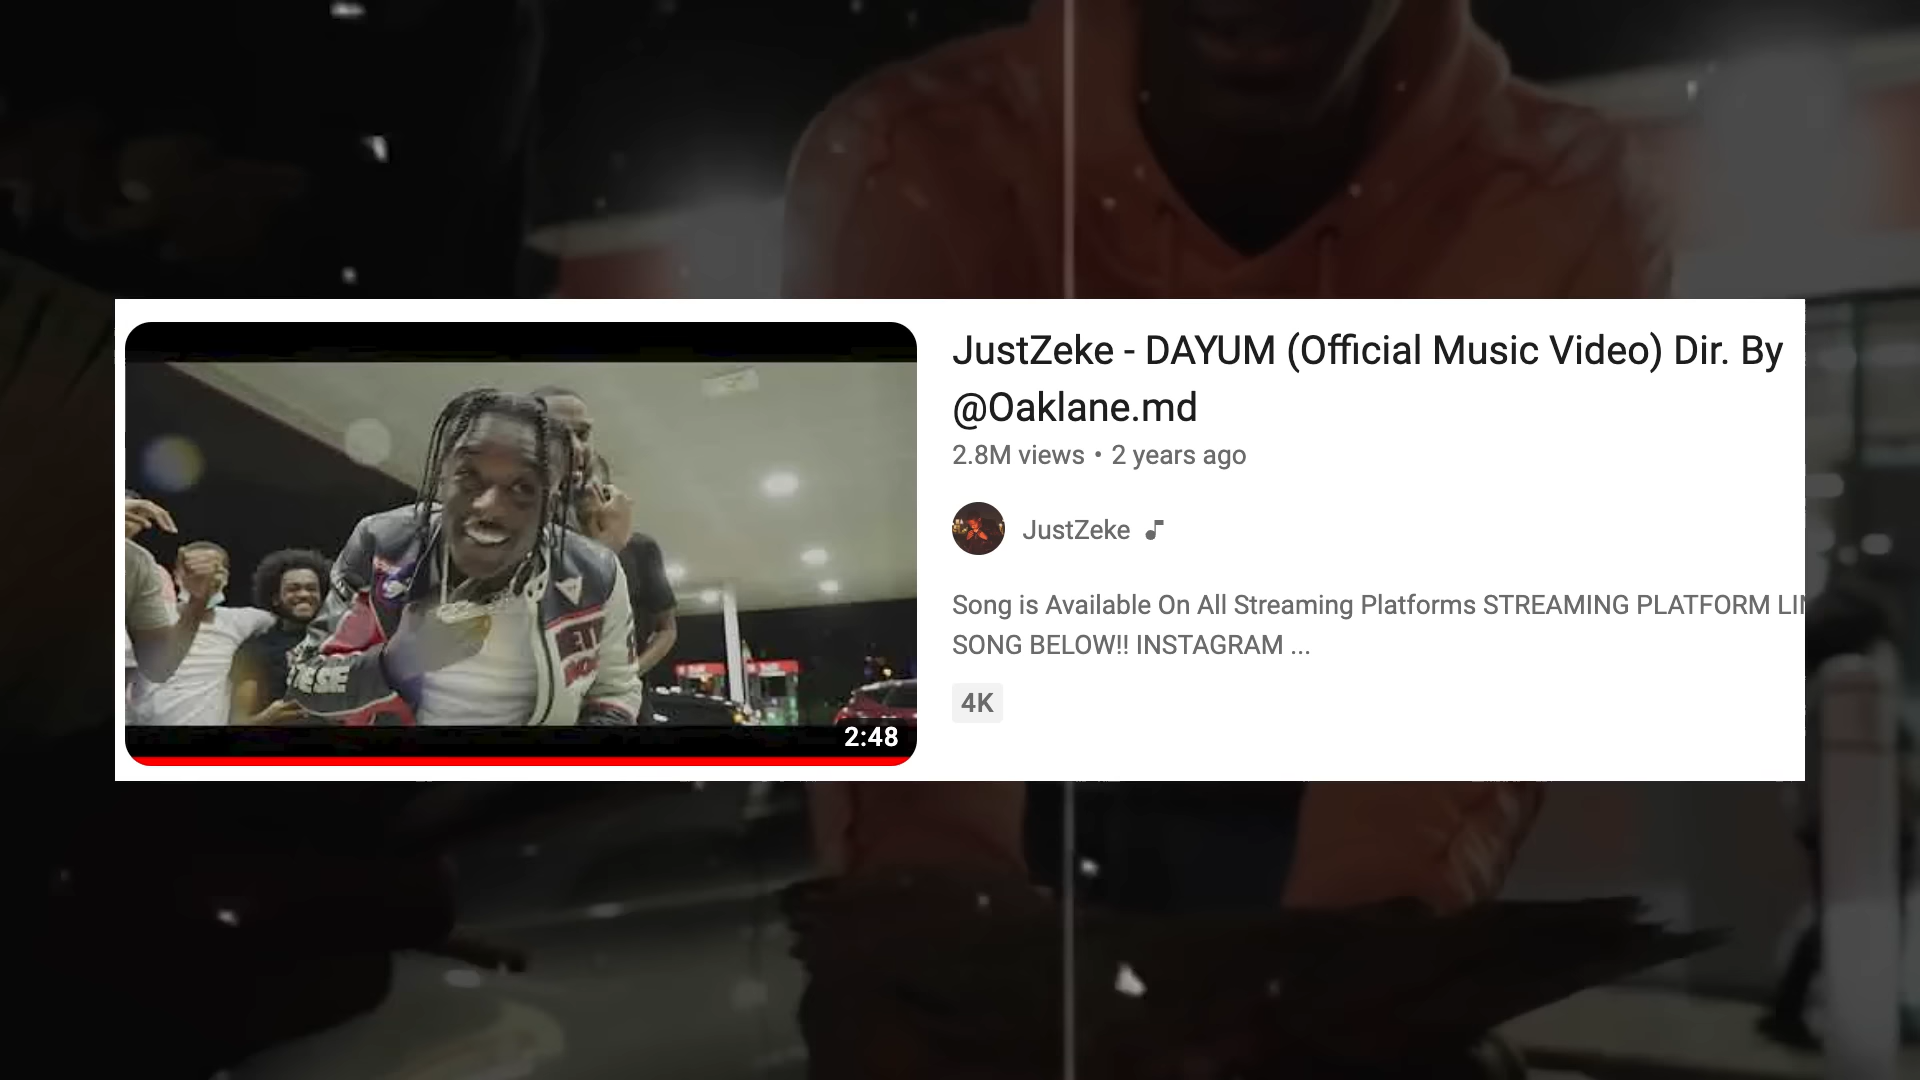 JustZeke - DAYUM (Official Music Video) Dir. By
@Oaklane.md
2.8M views • 2 years ago
JustZeke
Song is Available On All Streaming Platforms STREAMING PLATFORM
SONG BELOW!! INSTAGRAM ...
4K
2:48